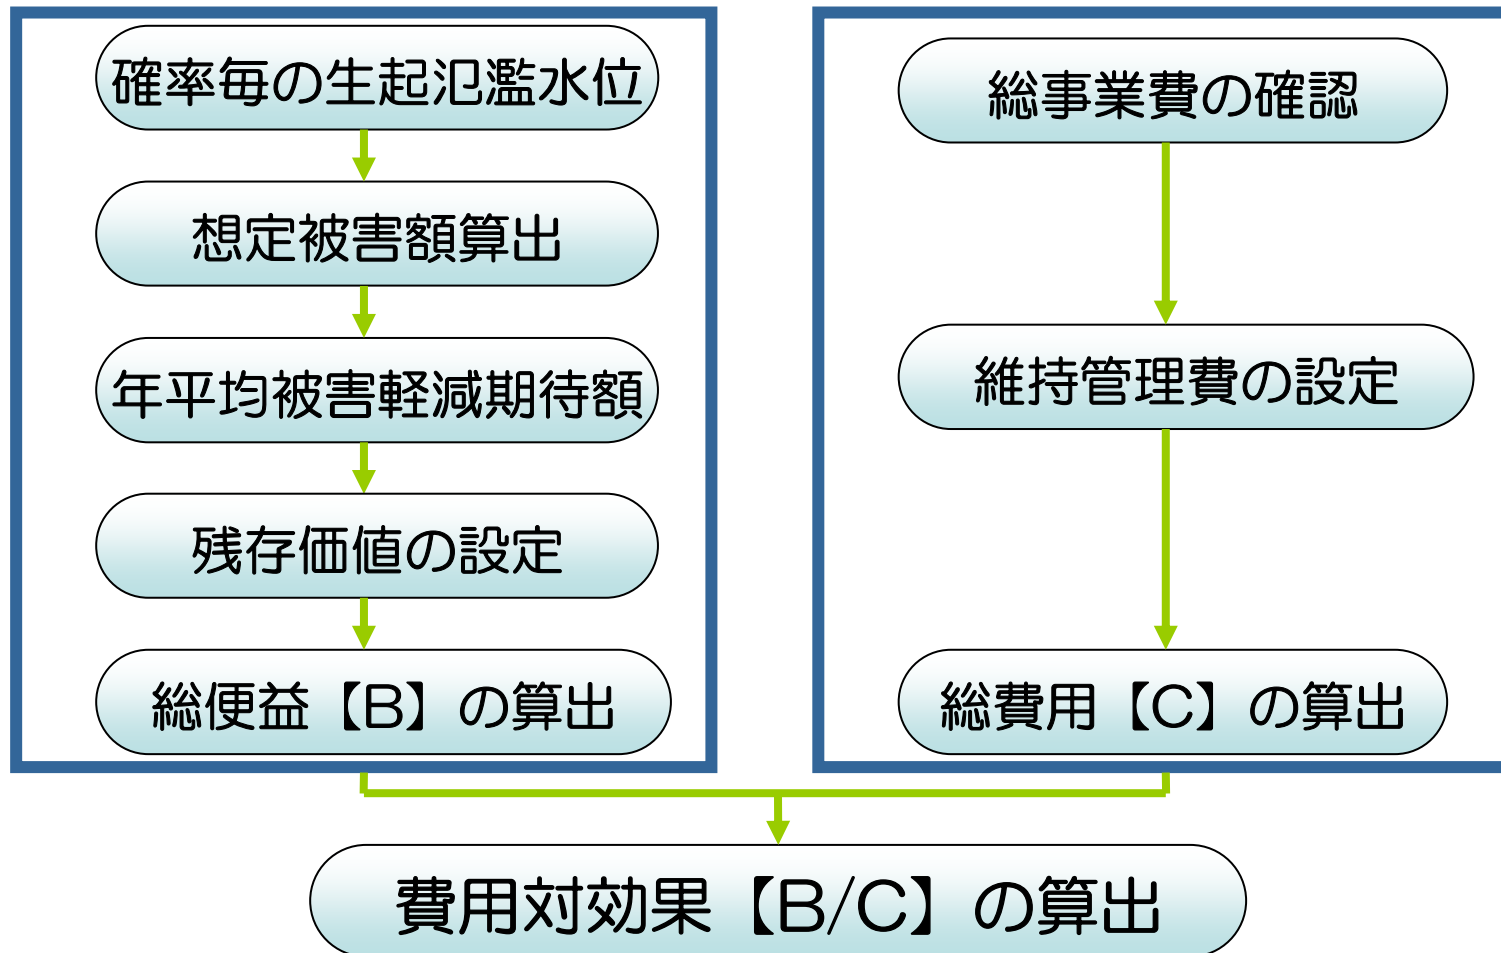 確率毎の生起氾濫水位
想定被害額算出
年平均被害軽減期待額
残存価値の設定
総便益【B】の算出
総事業費の確認
維持管理費の設定
総費用【C】の算出
費用対効果【B/C】の算出